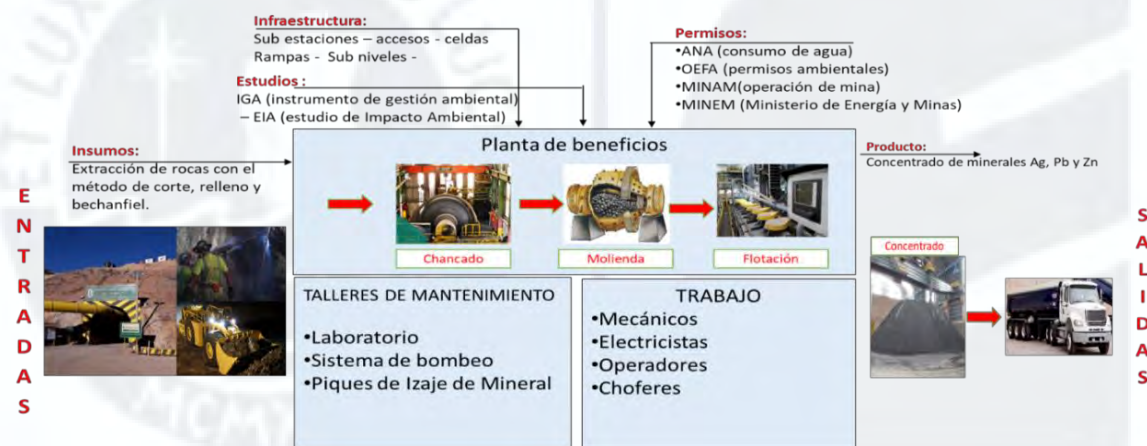 Infraestructura:
Sub estaciones – accesos - celdas
Rampas - Sub niveles -
Estudios :
IGA (instrumento de gestión ambiental)
– EIA (estudio de Impacto Ambiental)
Permisos:
•ANA (consumo de agua)
•OEFA (permisos ambientales)
•MINAM(operación de mina)
•MINEM (Ministerio de Energía y Minas)
Insumos:
Extracción de rocas con el
método de corte, relleno y
bechanfiel.
ENTRADAS
Planta de beneficios
Chancado
Molienda
Flotación
TALLERES DE MANTENIMIENTO
•Laboratorio
•Sistema de bombeo
•Piques de Izaje de Mineral
TRABAJO
•Mecánicos
•Electricistas
•Operadores
•Choferes
Producto:
Concentrado de minerales Ag, Pb y Zn
Concentrado
SALIDAS